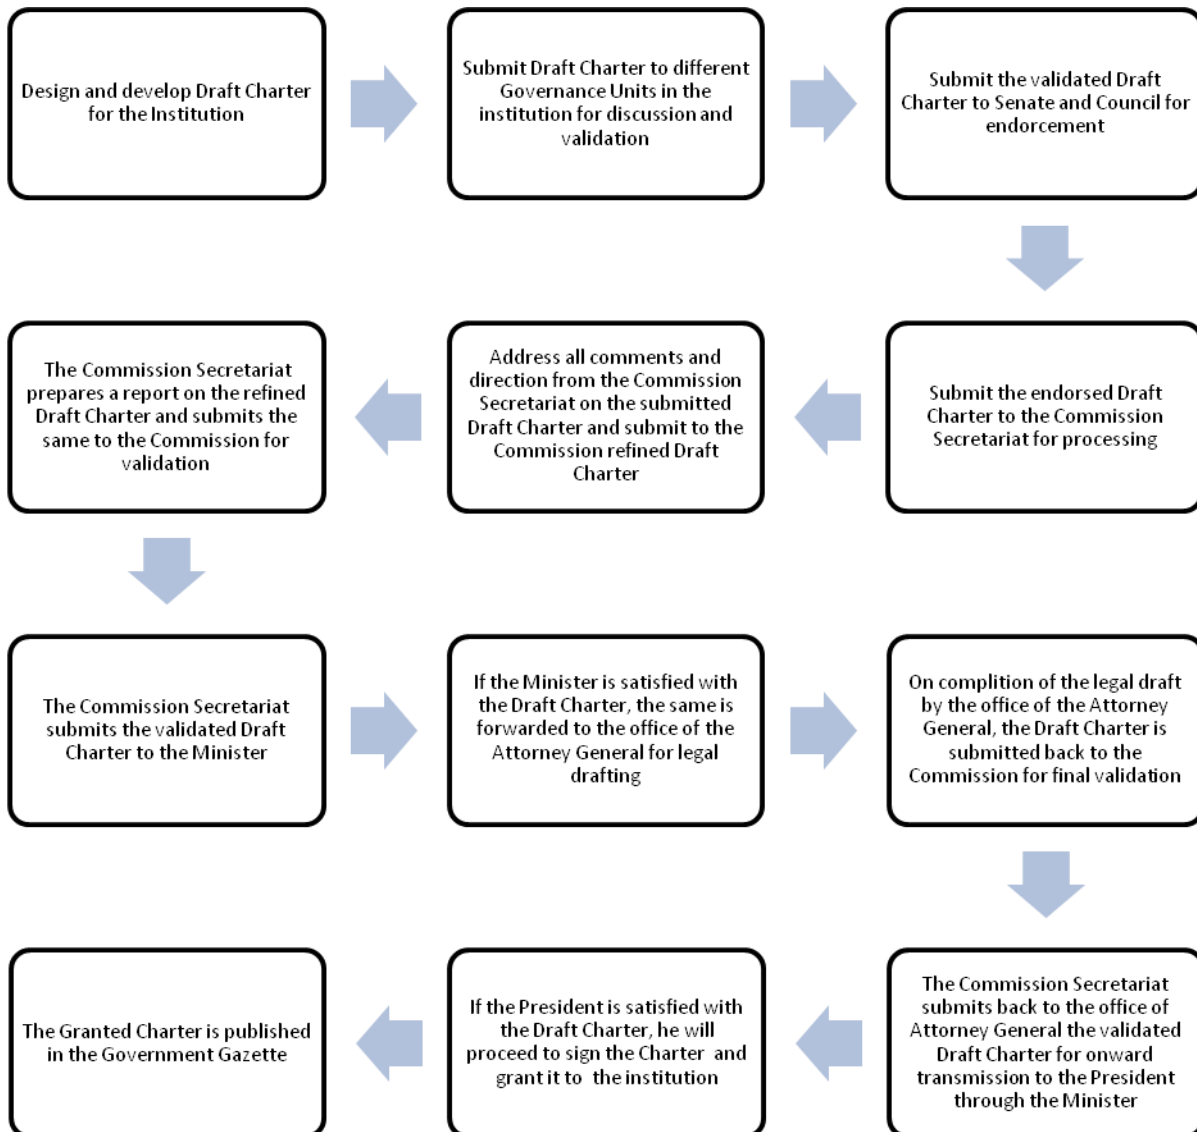 Design and develop Draft Charter
for the Institution
Submit Draft Charter to different
Governance Units in the
institution for discussion and
validation
Submit the validated Draft
Charter to Senate and Council for
endorcement
Submit the endorsed Draft
Charter to the Commission
Secretariat for processing
Address all comments and
direction from the Commission
Secretariat on the submitted
Draft Charter and submit to the
Commission refined Draft
Charter
The Commission Secretariat
prepares a report on the refined
Draft Charter and submits the
same to the Commission for
validation
The Commission Secretariat
submits the validated Draft
Charter to the Minister
If the Minister is satisfied with
the Draft Charter, the same is
forwarded to the office of the
Attorney General for legal
drafting
On complition of the legal draft
by the office of the Attorney
General, the Draft Charter is
submitted back to the
Commission for final validation
The Commission Secretariat
submits back to the office of
Attorney General the validated
Draft Charter for onward
transmission to the President
through the Minister
If the President is satisfied with
the Draft Charter, he will
proceed to sign the Charter and
grant it to the institution
The Granted Charter is published
in the Government Gazette